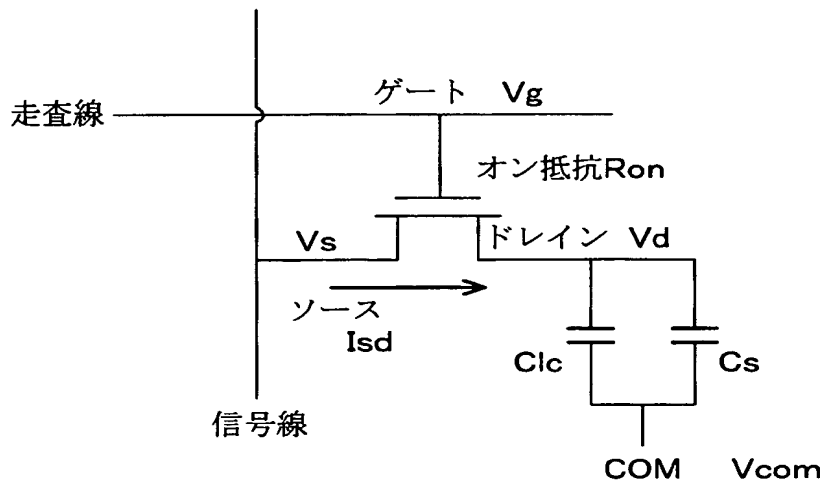 ゲート Vg
走査線
オン抵抗Ron
Vs
ドレイン Vd
ソース
Isd
Clc
Cs
信号線
COM Vcom